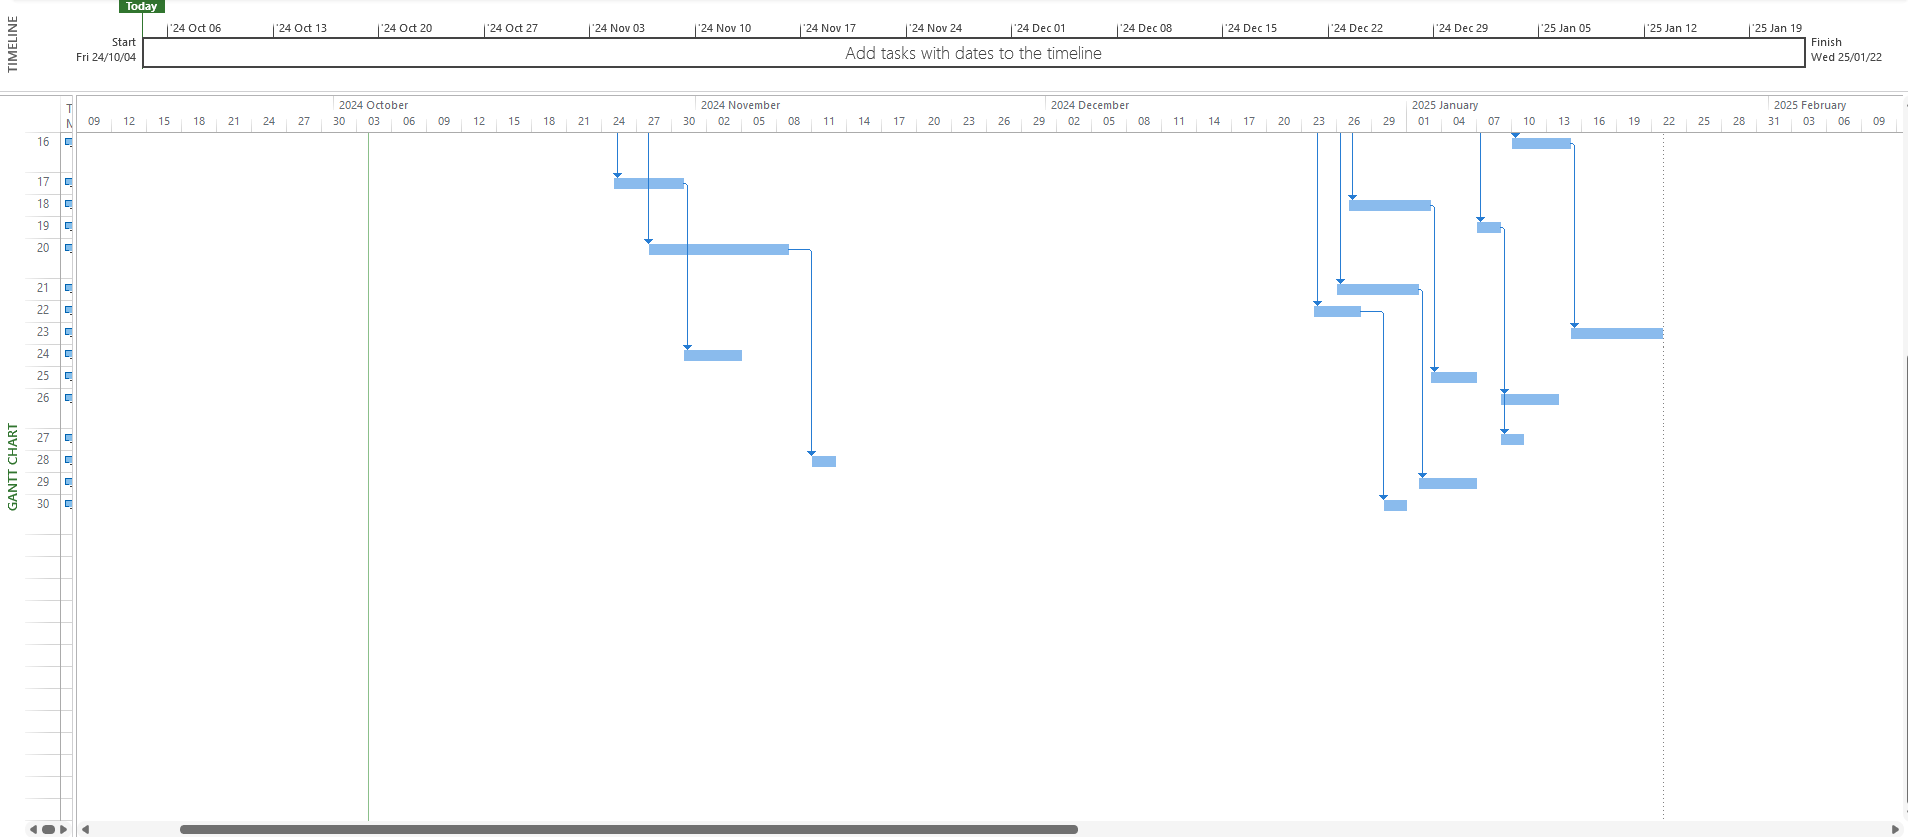 Today
TIMELINE
'24 Oct 06 '24 Oct 13 '24 Oct 20 '24 Oct 27 '24 Nov 03 '24 Nov 10 '24 Nov 17 '24 Nov 24 '24 Dec 01 '24 Dec 08 '24 Dec 15 '24 Dec 22 '24 Dec 29 '25 Jan 05 '25 Jan 12 '25 Jan 19
Start
Fri 24/10/04
Add tasks with dates to the timeline
Finish
Wed 25/01/22
2024 October 2024 November 2024 December 2025 January 2025 February
09 12 15 18 21 24 27 30 03 06 09 12 15 18 21 24 27 30 02 05 08 11 14 17 20 23 26 29 02 05 08 11 14 17 20 23 26 29 01 04 07 10 13 16 19 22 25 28 31 03 06 09
16
17
18
19
20
21
22
23
24
25
26
27
28
29
30
GANTT CHART